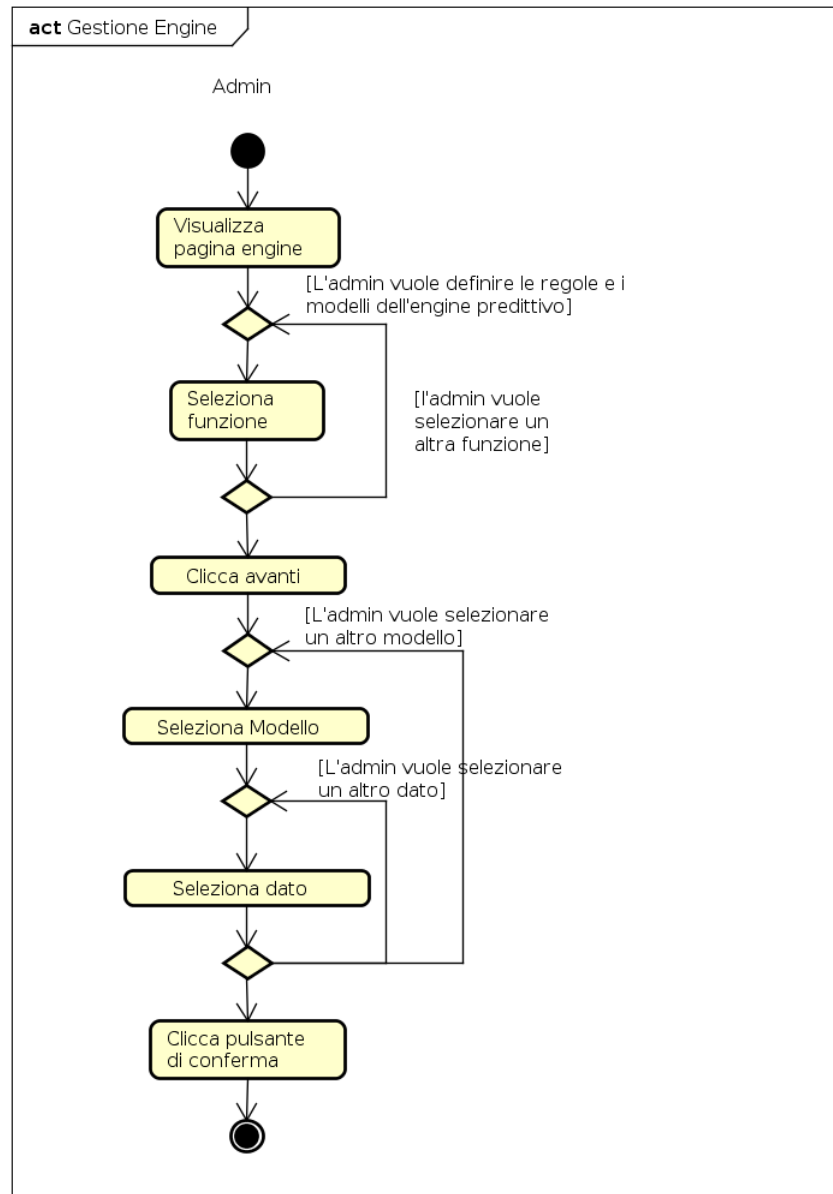 act Gestione Engine
Admin
Visualizza
pagina engine
[L'admin vuole definire le regole e i
modelli dell'engine predittivo]
Seleziona
funzione
[l'admin vuole
selezionare un
altra funzione]
Clicca avanti
[L'admin vuole selezionare
un altro modello]
Seleziona Modello
[L'admin vuole selezionare
un altro dato]
Seleziona dato
Clicca pulsante
di conferma